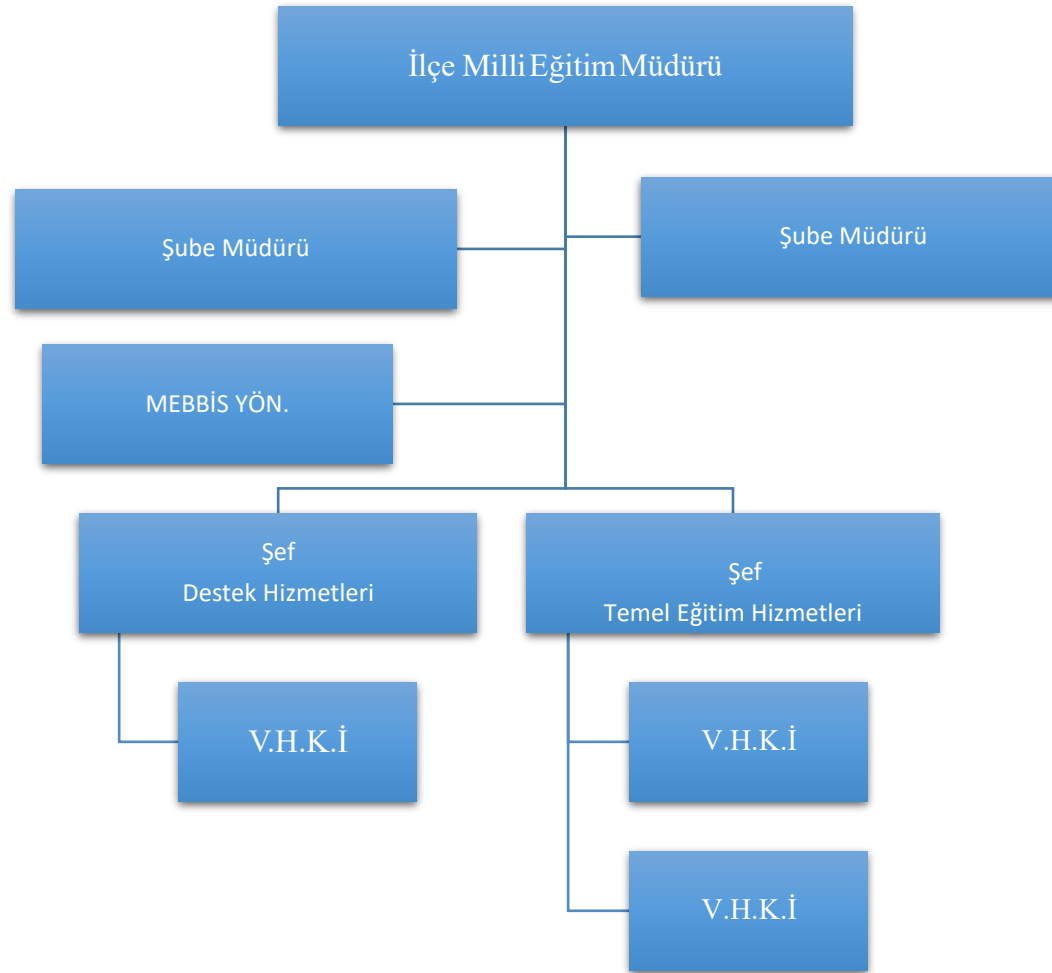 İlçe Milli Eğitim Müdürü
Şube Müdürü
Şube Müdürü
MEBBİS YÖN.
Şef
Destek Hizmetleri
Şef
Temel Eğitim Hizmetleri
V.H.K.İ
V.H.K.İ
V.H.K.İ